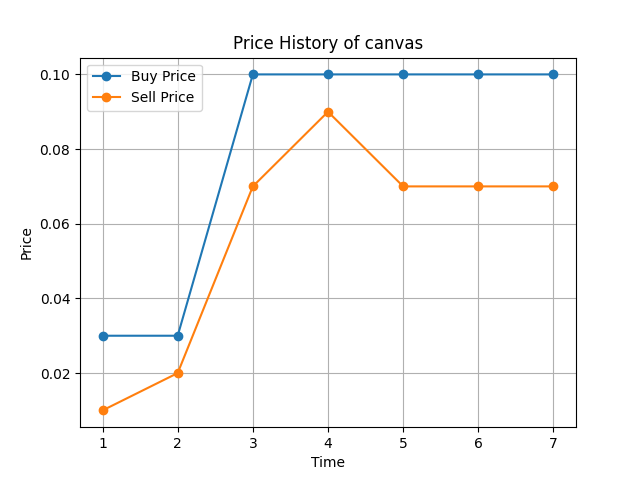 Price History of canvas
Buy Price
Sell Price
0.10
0.08
0.06
0.04
0.02
Price
1 2 3 4 5 6 7
Time